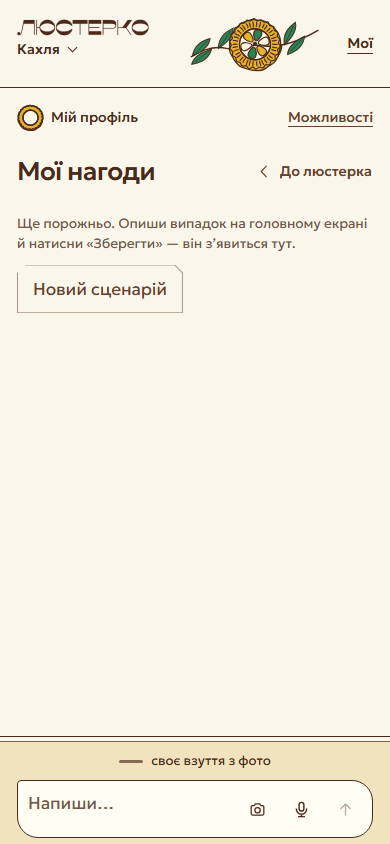 ЛЮСТЕРКО
Кахля
Мої
Мій профіль
Можливості
Мої нагоди
До люстерка
Ще порожньо. Опиши випадок на головному екрані
й натисни «Зберегти» — він з’явиться тут.
Новий сценарій
своє взуття з фото
Напиши...